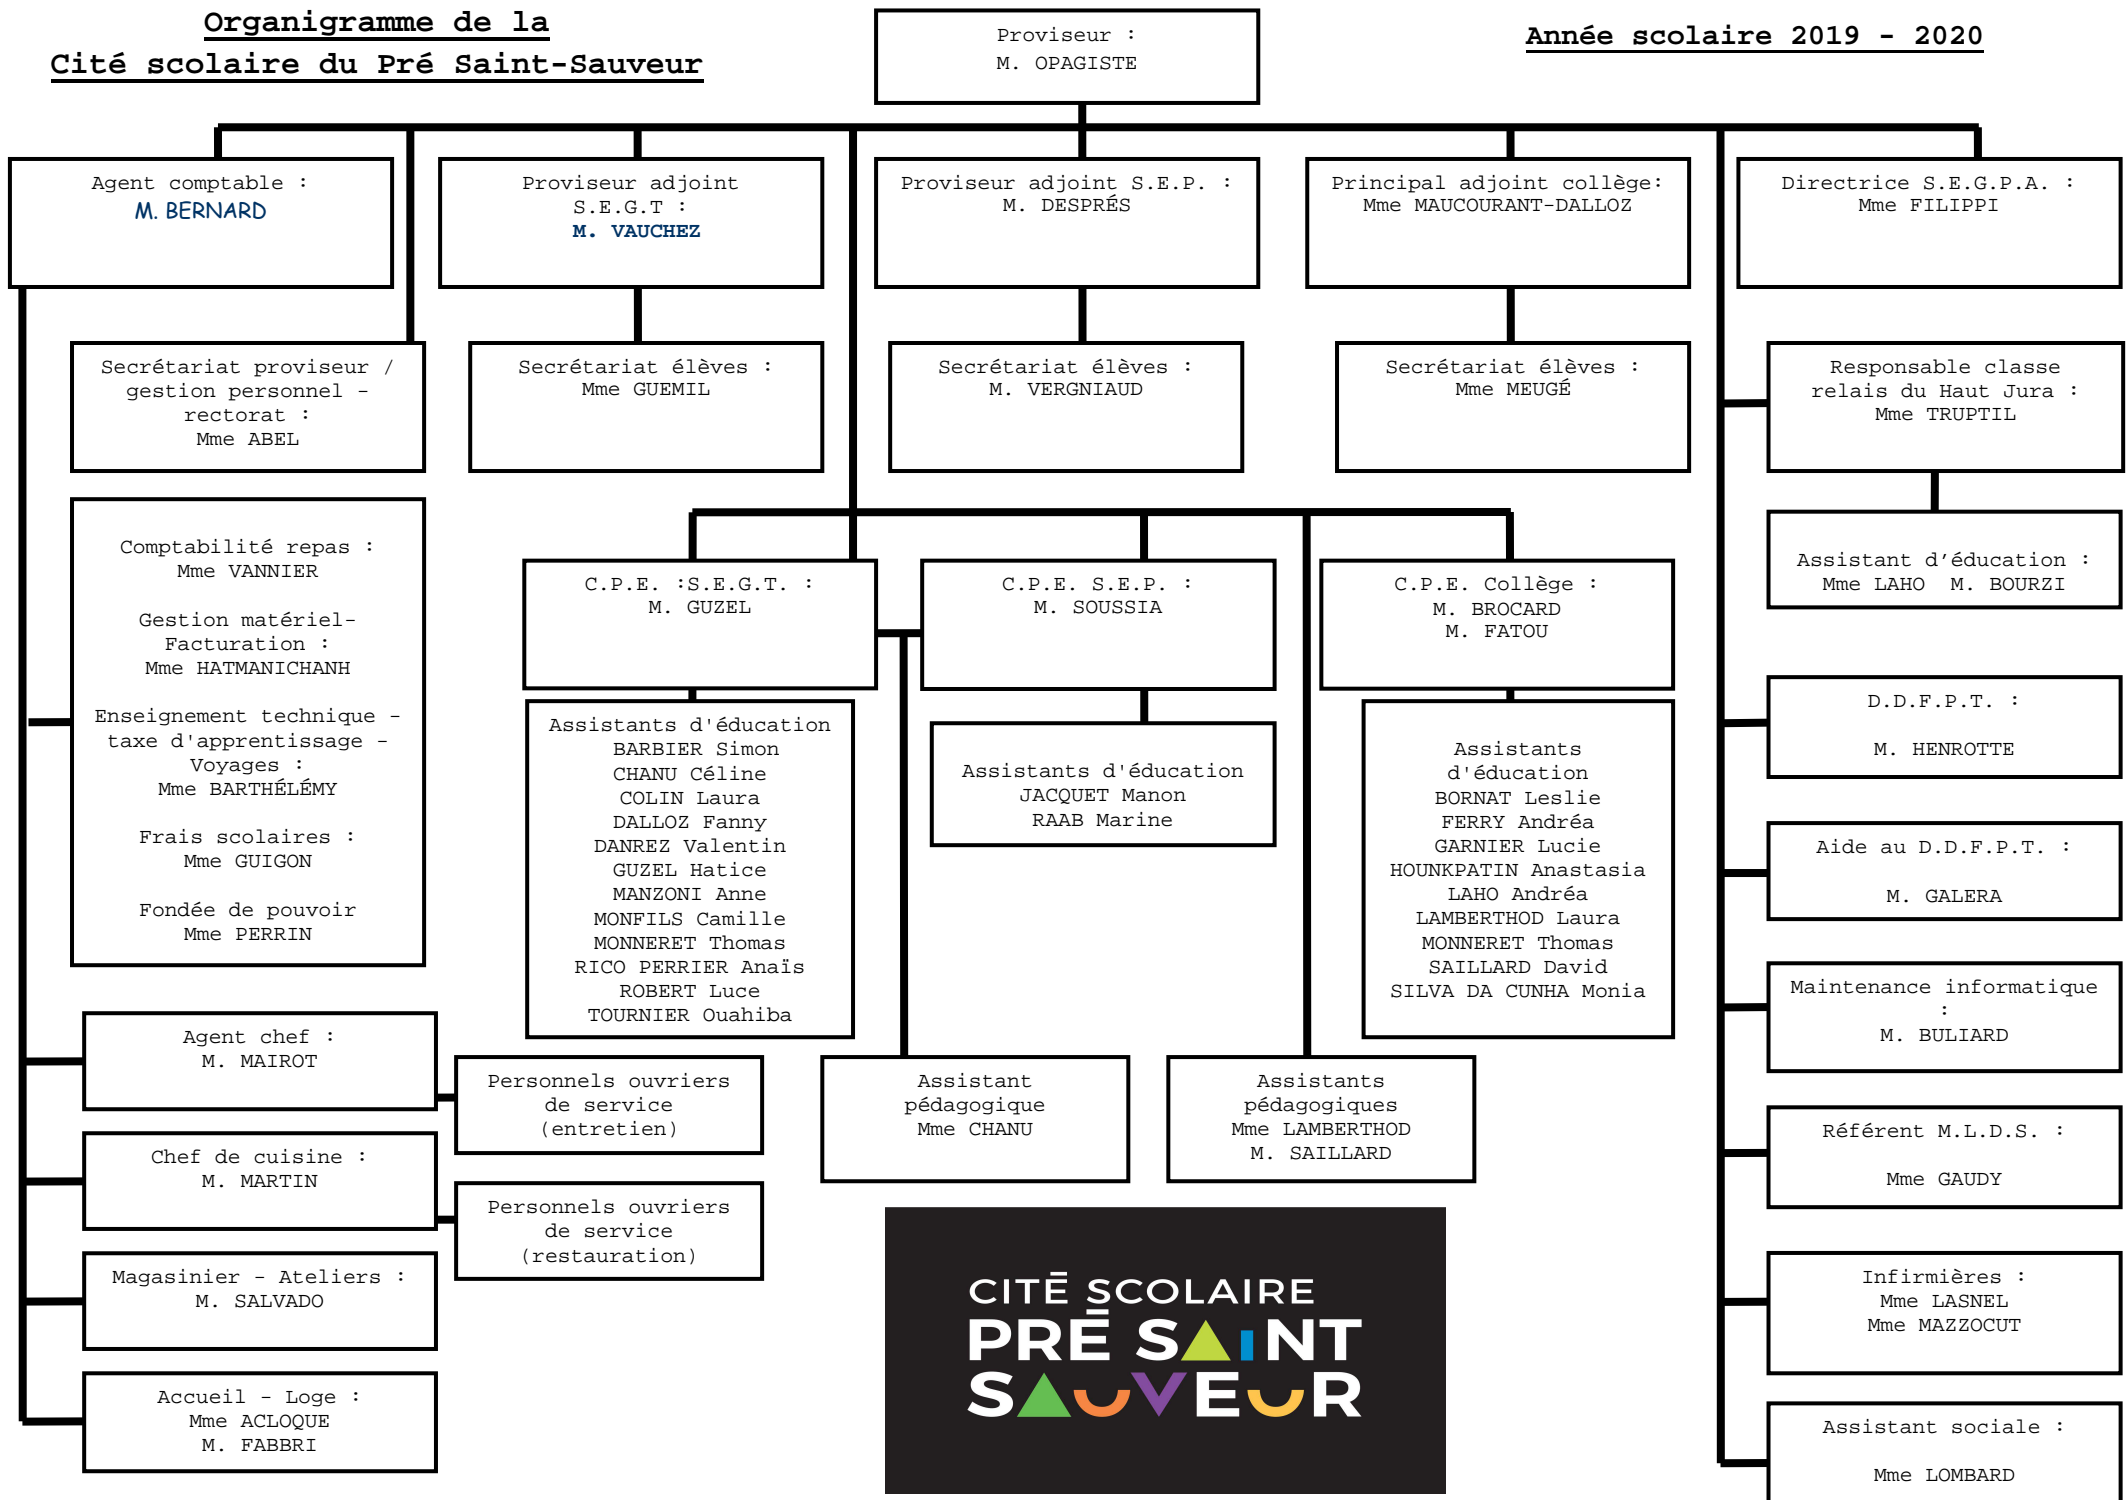 Organigramme de la
Cité scolaire du Pré Saint-Sauveur
Proviseur :
M. OPAGISTE
Année scolaire 2019 - 2020
Agent comptable :
M. BERNARD
Proviseur adjoint
S.E.G.T :
M. VAUCHEZ
Proviseur adjoint S.E.P. :
M. DESPRÉS
Principal adjoint collège:
Mme MAUCOURANT-DALLOZ
Directrice S.E.G.P.A. :
Mme FILIPPI
Secrétariat proviseur /
gestion personnel -
rectorat :
Mme ABEL
Secrétariat élèves :
Mme GUEMIL
Secrétariat élèves :
M. VERGNIAUD
Secrétariat élèves :
Mme MEUGÉ
Responsable classe
relais du Haut Jura :
Mme TRUPTIL
Comptabilité repas :
Mme VANNIER
Gestion matériel-
Facturation :
Mme HATMANICHANH
Enseignement technique -
taxe d'apprentissage -
Voyages :
Mme BARTHÉLÉMY
Frais scolaires :
Mme GUIGON
Fondée de pouvoir
Mme PERRIN
C.P.E. :S.E.G.T. :
M. GUZEL
C.P.E. S.E.P. :
M. SOUSSIA
C.P.E. Collège :
M. BROCARD
M. FATOU
Assistant d’éducation :
Mme LAHO M. BOURZI
Assistants d'éducation
BARBIER Simon
CHANU Céline
COLIN Laura
DALLOZ Fanny
DANREZ Valentin
GUZEL Hatice
MANZONI Anne
MONFILS Camille
MONNERET Thomas
RICO PERRIER Anaïs
ROBERT Luce
TOURNIER Ouahiba
Assistants d'éducation
JACQUET Manon
RAAB Marine
Assistants
d'éducation
BORNAT Leslie
FERRY Andréa
GARNIER Lucie
HOUNKPATIN Anastasia
LAHO Andréa
LAMBERTHOD Laura
MONNERET Thomas
SAILLARD David
SILVA DA CUNHA Monia
D.D.F.P.T. :
M. HENROTTE
Aide au D.D.F.P.T. :
M. GALERA
Maintenance informatique
:
M. BULIARD
Agent chef :
M. MAIROT
Personnels ouvriers
de service
(entretien)
Assistant
pédagogique
Mme CHANU
Assistants
pédagogiques
Mme LAMBERTHOD
M. SAILLARD
Référent M.L.D.S. :
Mme GAUDY
Chef de cuisine :
M. MARTIN
Personnels ouvriers
de service
(restauration)
Magasinier - Ateliers :
M. SALVADO
Infirmières :
Mme LASNEL
Mme MAZZOCUT
Accueil - Loge :
Mme ACLOQUE
M. FABBRI
CITÉ SCOLAIRE
PRÉ SAINT
SAUVEUR
Assistant sociale :
Mme LOMBARD